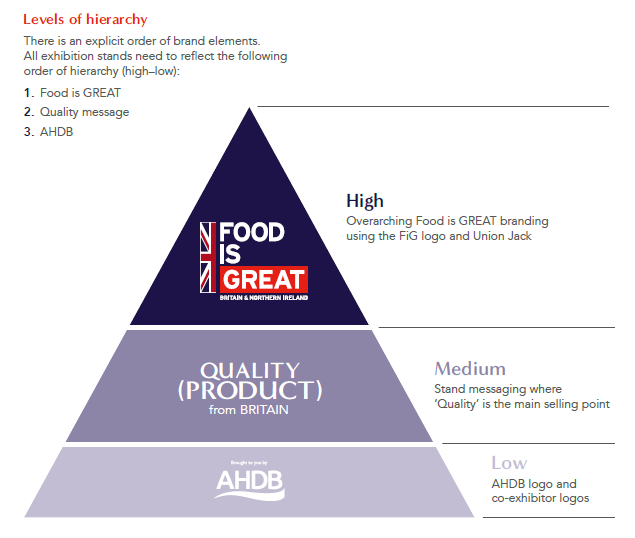 Levels of hierarchy
There is an explicit order of brand elements.
All exhibition stands need to reflect the following
order of hierarchy (high–low):
1. Food is GREAT
2. Quality message
3. AHDB
High
Overarching Food is GREAT branding
using the FiG logo and Union Jack
FOOD
IS
GREAT
BRITAIN & NORTHERN IRELAND
Medium
Stand messaging where
‘Quality’ is the main selling point
QUALITY
(PRODUCT)
from BRITAIN
Low
AHDB logo and
co-exhibitor logos
Brought to you by
AHDB